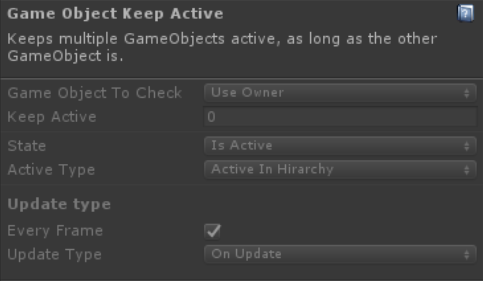 Game Object Keep Active
Keeps multiple GameObjects active, as long as the other
GameObject is.
Game Object To Check Use Owner
Keep Active 0
State Is Active
Active Type Active In Hirarchy
Update type
Every Frame
Update Type On Update